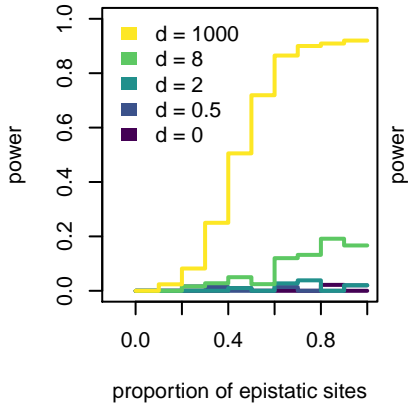 d = 1000
d = 8
d = 2
d = 0.5
d = 0
1.0
0.8
0.6
0.4
0.2
0.0
power
power
0.0
0.4
0.8
proportion of epistatic sites